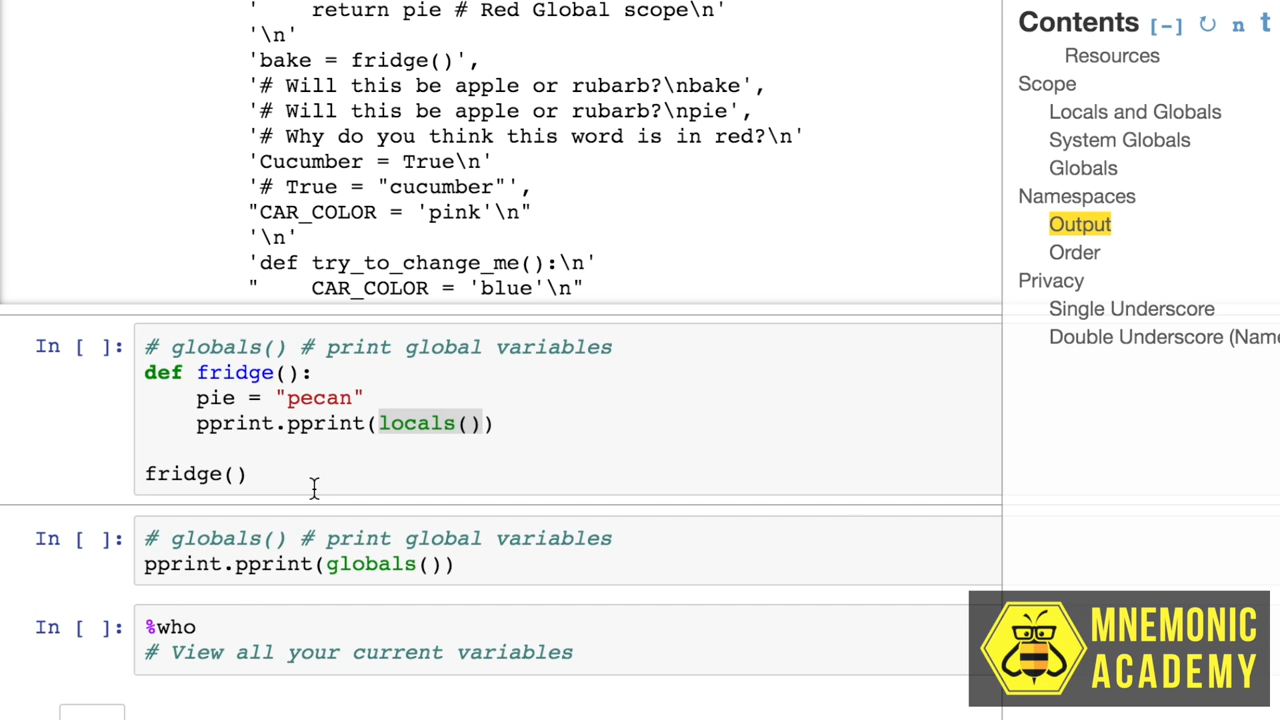 '    return pie # Red Global scope\n'
'\n'
'bake = fridge()',
'# Will this be apple or rubarb?\nbake',
'# Will this be apple or rubarb?\npie',
'# Why do you think this word is in red?\n'
'Cucumber = True\n'
'# True = "cucumber"',
"CAR_COLOR = 'pink'\n"
'\n'
'def try_to_change_me():\n'
"    CAR_COLOR = 'blue'\n"
In [ ]:
# globals() # print global variables
def fridge():
    pie = "pecan"
    pprint.pprint(locals())
fridge()
In [ ]:
# globals() # print global variables
pprint.pprint(globals())
In [ ]:
%who
# View all your current variables
Contents [-] ↻ n t
Resources
Scope
Locals and Globals
System Globals
Globals
Namespaces
Output
Order
Privacy
Single Underscore
Double Underscore (Name
MNEMONIC
ACADEMY